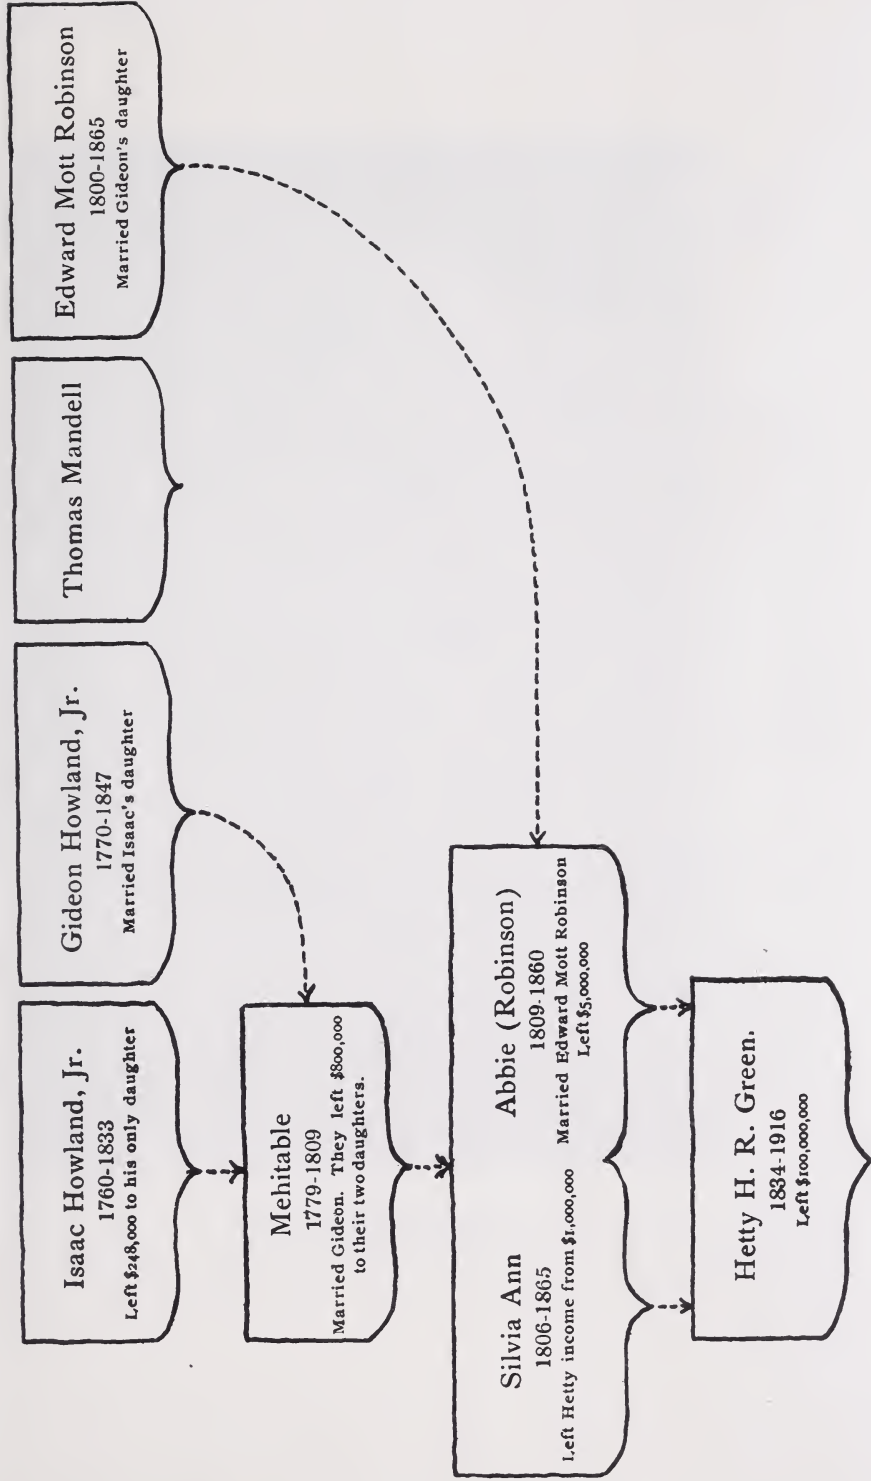 Isaac Howland, Jr.
1760-1833
Left $248,000 to his only daughter
Gideon Howland, Jr.
1770-1847
Married Isaac's daughter
Thomas Mandell
Edward Mott Robinson
1800-1865
Married Gideon's daughter
Mehitable
1779-1809
Married Gideon. They left $800,000
to their two daughters.
Silvia Ann
1806-1865
Left Hetty income from $1,000,000
Abbie (Robinson)
1809-1860
Married Edward Mott Robinson
Left $5,000,000
Hetty H. R. Green.
1834-1916
Left $100,000,000